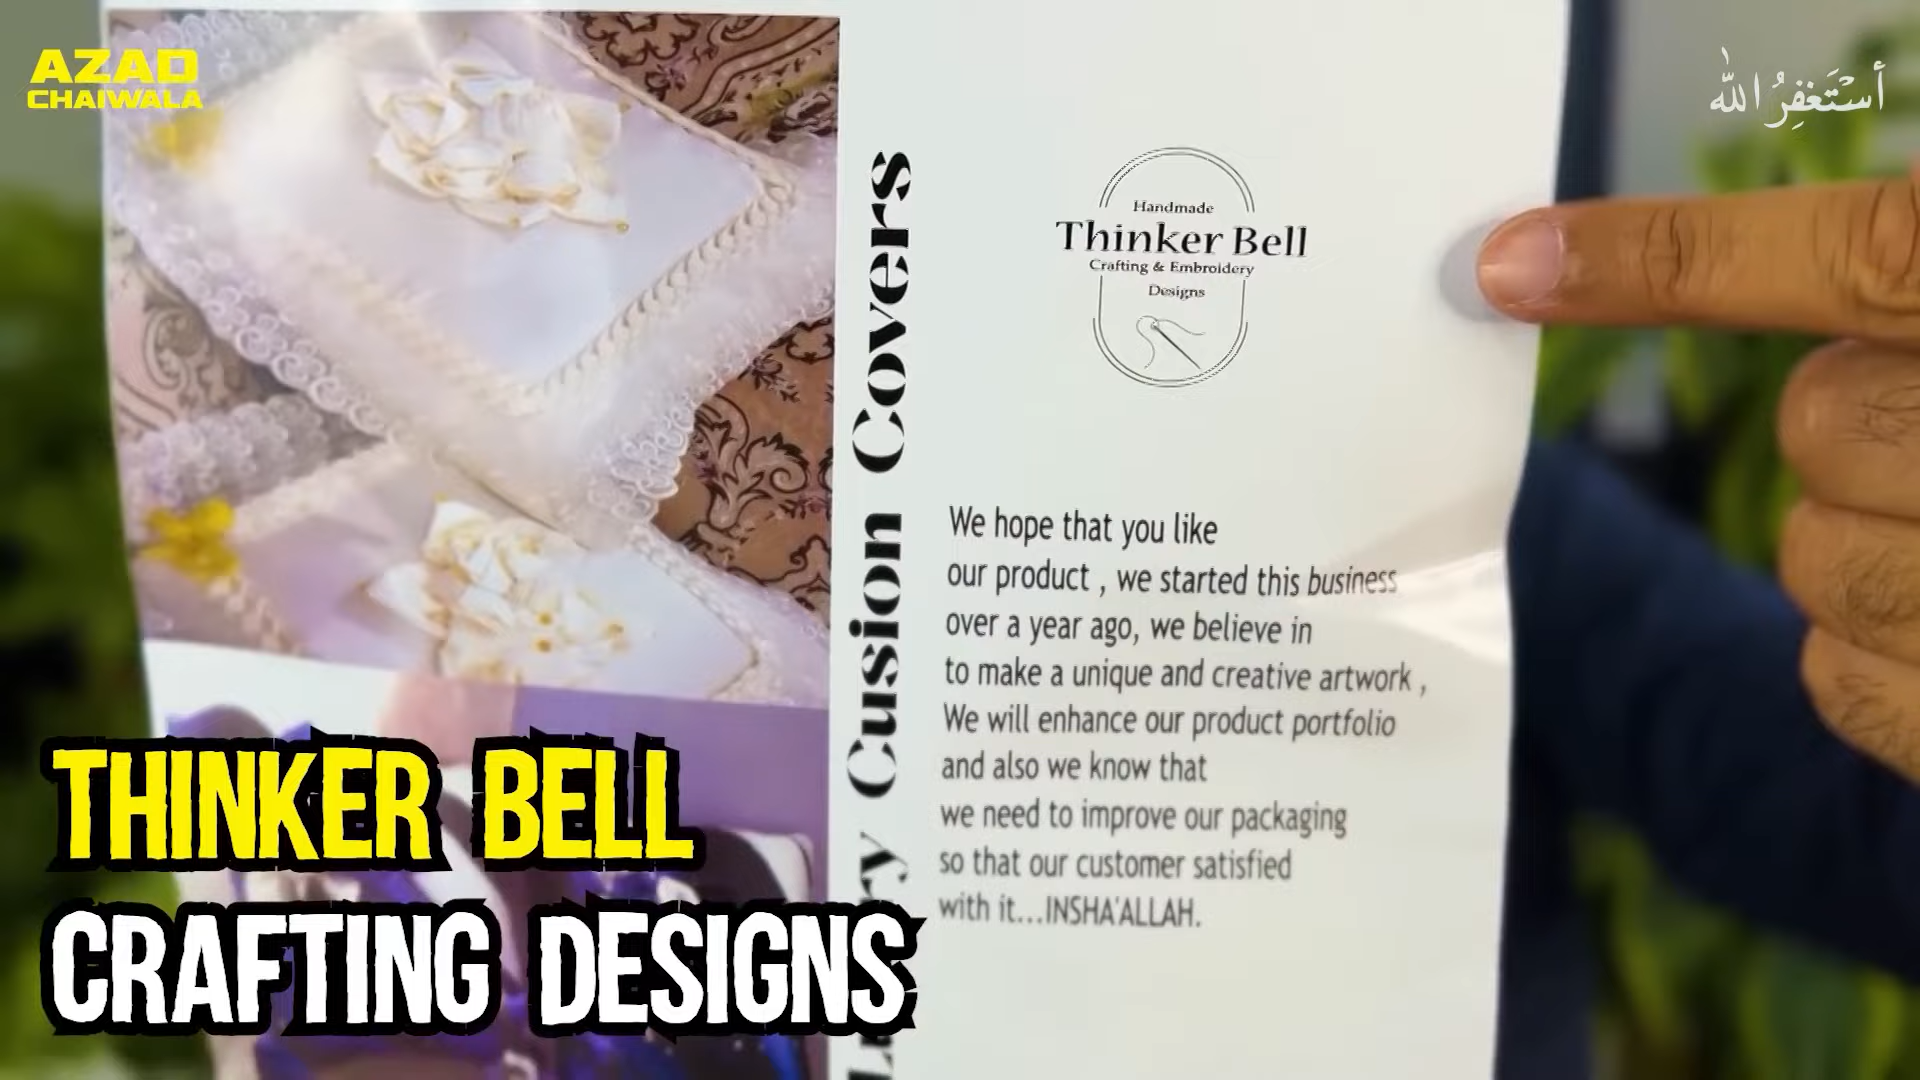 AZAD
CHAIWALA
أَسْتَغْفِرُ اللّٰه
Handmade
Thinker Bell
Crafting & Embroidery
Designs
Cusion Covers
We hope that you like
our product , we started this business
over a year ago, we believe in
to make a unique and creative artwork ,
We will enhance our product portfolio
and also we know that
we need to improve our packaging
so that our customer satisfied
with it...INSHA'ALLAH.
THINKER BELL
CRAFTING DESIGNS